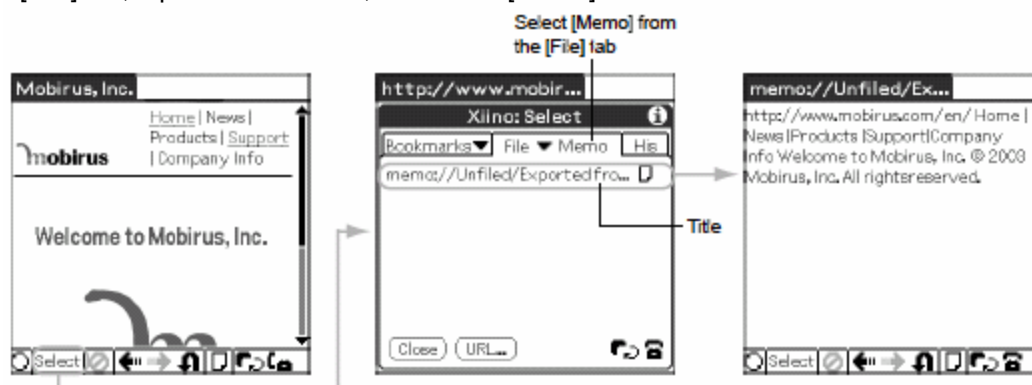 Select [Memo] from
the [File] tab
Mobirus, Inc.
Home | News |
Products | Support
| Company Info
mobirus
Welcome to Mobirus, Inc.
Select
http://www.mobir...
Xiino: Select
Bookmarks File Memo His
memo://Unfiled/Exported fro...
Title
Close URL...
memo://Unfiled/Ex...
http://www.mobirus.com/en/ Home |
News |Products |Support|Company
Info Welcome to Mobirus, Inc. © 2003
Mobirus, Inc. All rightsreserved.
Select